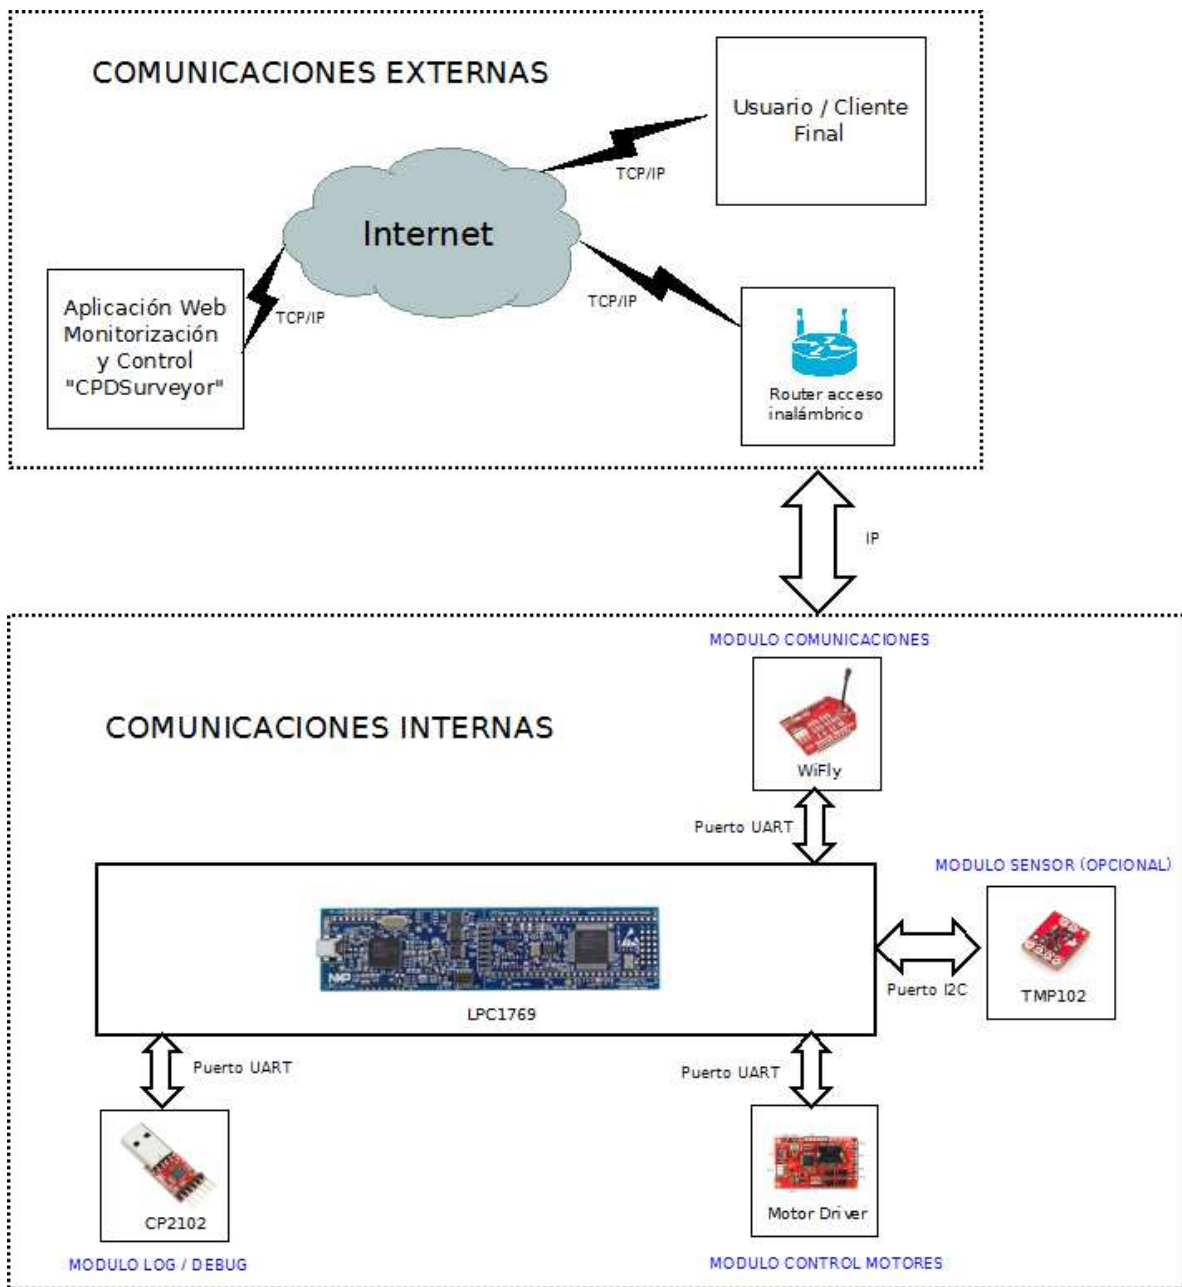 COMUNICACIONES EXTERNAS
Usuario / Cliente
Final
TCP/IP
Internet
TCP/IP
TCP/IP
Aplicación Web
Monitorización
y Control
"CPDSurveyor"
Router acceso
inalámbrico
IP
MODULO COMUNICACIONES
COMUNICACIONES INTERNAS
WiFly
Puerto UART
MODULO SENSOR (OPCIONAL)
NXP
LPC1769
Puerto I2C
TMP102
Puerto UART
Puerto UART
CP2102
Motor Driver
MODULO LOG / DEBUG
MODULO CONTROL MOTORES